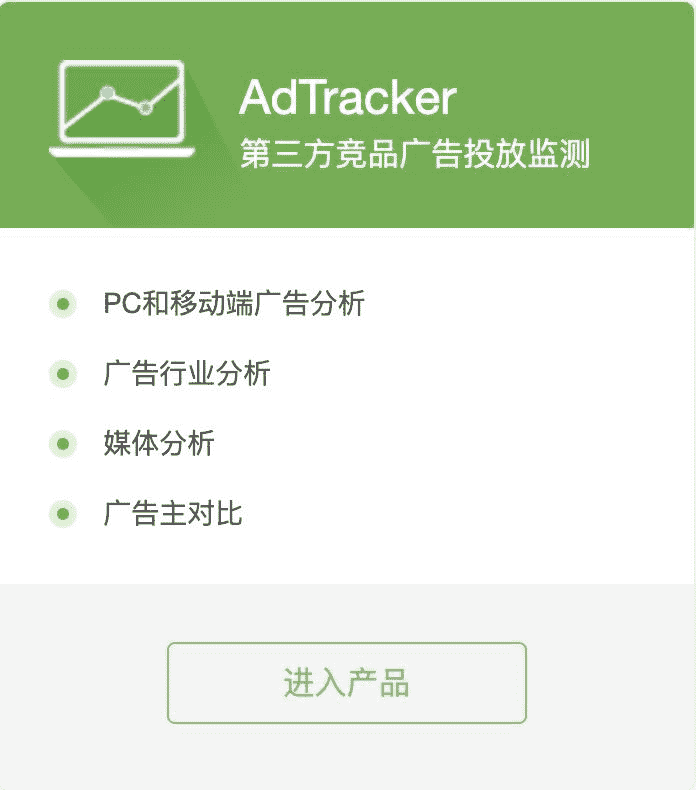 AdTracker
第三方竞品广告投放监测
PC和移动端广告分析
广告行业分析
媒体分析
广告主对比
进入产品